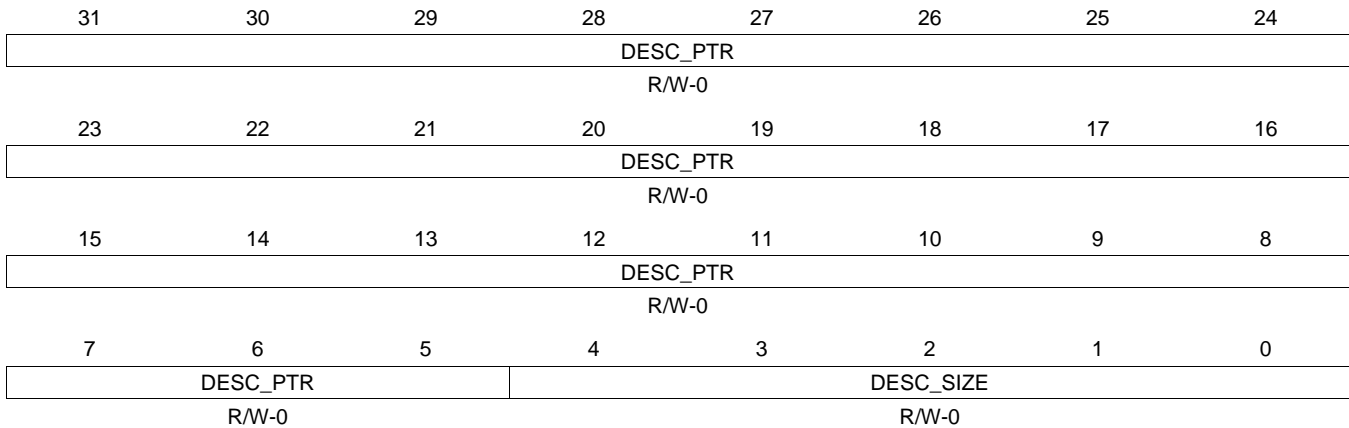 31 30 29 28 27 26 25 24
DESC_PTR
R/W-0
23 22 21 20 19 18 17 16
DESC_PTR
R/W-0
15 14 13 12 11 10 9 8
DESC_PTR
R/W-0
7 6 5 4 3 2 1 0
DESC_PTR DESC_SIZE
R/W-0 R/W-0